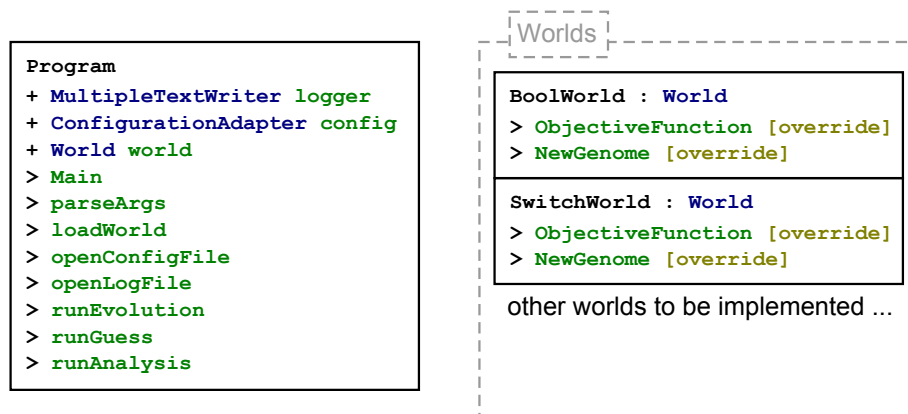 Program
+ MultipleTextWriter logger
+ ConfigurationAdapter config
+ World world
> Main
> parseArgs
> loadWorld
> openConfigFile
> openLogFile
> runEvolution
> runGuess
> runAnalysis
Worlds
BoolWorld : World
> ObjectiveFunction [override]
> NewGenome [override]
SwitchWorld : World
> ObjectiveFunction [override]
> NewGenome [override]
other worlds to be implemented ...